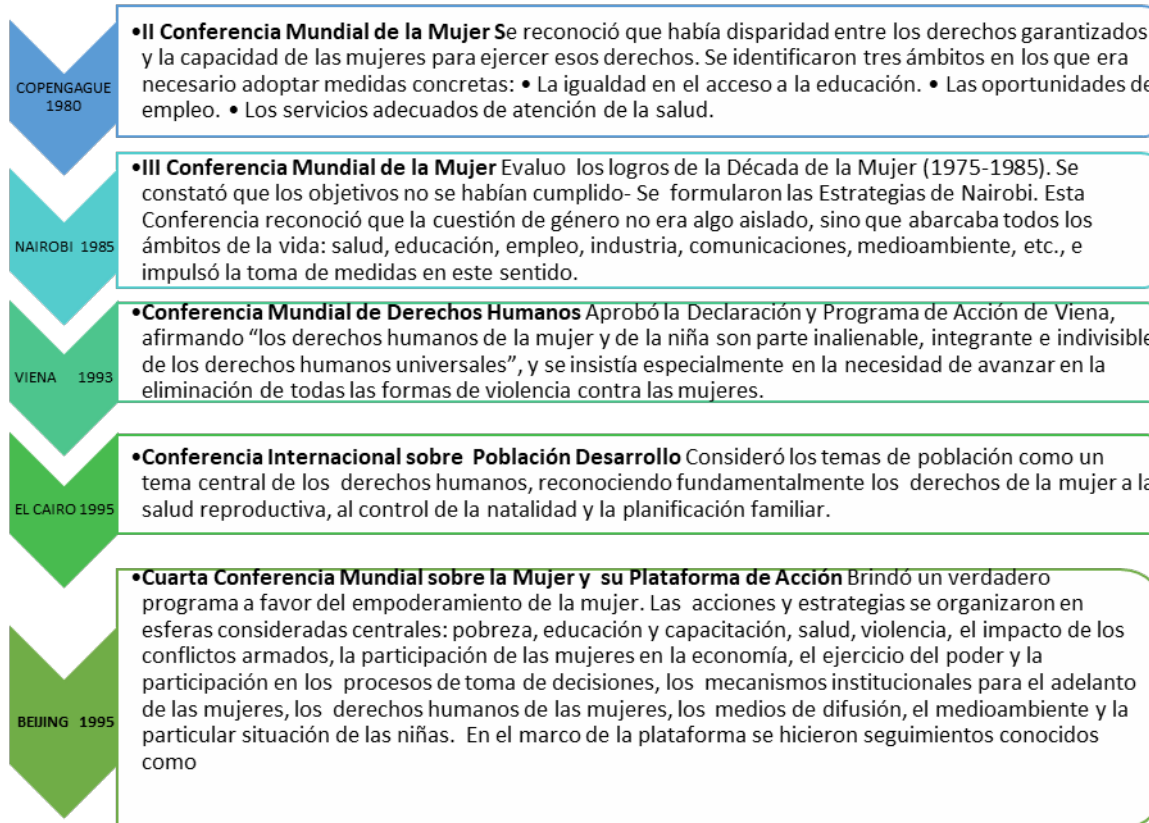 COPENGAGUE
1980
•II Conferencia Mundial de la Mujer Se reconoció que había disparidad entre los derechos garantizados
y la capacidad de las mujeres para ejercer esos derechos. Se identificaron tres ámbitos en los que era
necesario adoptar medidas concretas: • La igualdad en el acceso a la educación. • Las oportunidades de
empleo. • Los servicios adecuados de atención de la salud.
NAIROBI 1985
•III Conferencia Mundial de la Mujer Evaluo los logros de la Década de la Mujer (1975-1985). Se
constató que los objetivos no se habían cumplido- Se formularon las Estrategias de Nairobi. Esta
Conferencia reconoció que la cuestión de género no era algo aislado, sino que abarcaba todos los
ámbitos de la vida: salud, educación, empleo, industria, comunicaciones, medioambiente, etc., e
impulsó la toma de medidas en este sentido.
VIENA 1993
•Conferencia Mundial de Derechos Humanos Aprobó la Declaración y Programa de Acción de Viena,
afirmando “los derechos humanos de la mujer y de la niña son parte inalienable, integrante e indivisible
de los derechos humanos universales”, y se insistía especialmente en la necesidad de avanzar en la
eliminación de todas las formas de violencia contra las mujeres.
EL CAIRO 1995
•Conferencia Internacional sobre Población Desarrollo Consideró los temas de población como un
tema central de los derechos humanos, reconociendo fundamentalmente los derechos de la mujer a la
salud reproductiva, al control de la natalidad y la planificación familiar.
BEIJING 1995
•Cuarta Conferencia Mundial sobre la Mujer y su Plataforma de Acción Brindó un verdadero
programa a favor del empoderamiento de la mujer. Las acciones y estrategias se organizaron en
esferas consideradas centrales: pobreza, educación y capacitación, salud, violencia, el impacto de los
conflictos armados, la participación de las mujeres en la economía, el ejercicio del poder y la
participación en los procesos de toma de decisiones, los mecanismos institucionales para el adelanto
de las mujeres, los derechos humanos de las mujeres, los medios de difusión, el medioambiente y la
particular situación de las niñas. En el marco de la plataforma se hicieron seguimientos conocidos
como